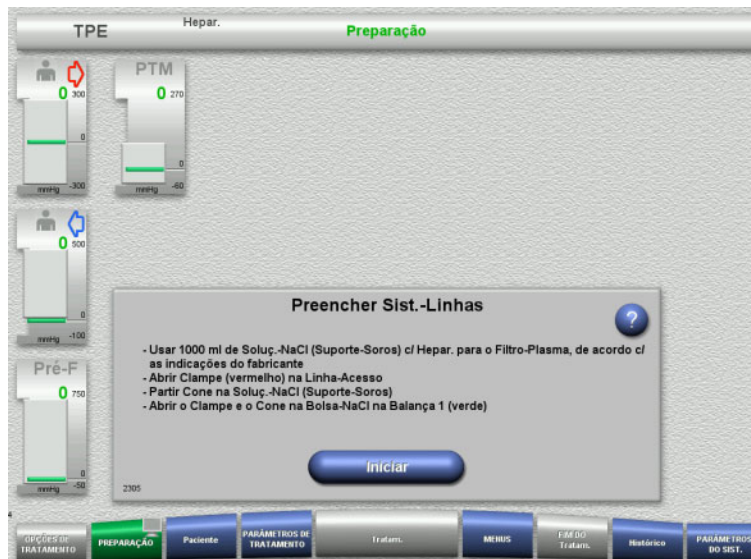 TPE
Hepar.
Preparação
0
300
0
mmHg
-300
PTM
0
270
0
mmHg
-60
0
500
0
mmHg
-100
Pré-F
0
750
0
mmHg
-50
Preencher Sist.-Linhas
?
- Usar 1000 ml de Soluç.-NaCl (Suporte-Soros) c/ Hepar. para o Filtro-Plasma, de acordo c/
as indicações do fabricante
- Abrir Clampe (vermelho) na Linha-Acesso
- Partir Cone na Soluç.-NaCl (Suporte-Soros)
- Abrir o Clampe e o Cone na Bolsa-NaCl na Balança 1 (verde)
Iniciar
2305
4
OPÇÕES DE
TRATAMENTO
PREPARAÇÃO
Paciente
PARÂMETROS DE
TRATAMENTO
Tratam.
MENUS
FIM DO
Tratam.
Histórico
PARÂMETROS
DO SIST.